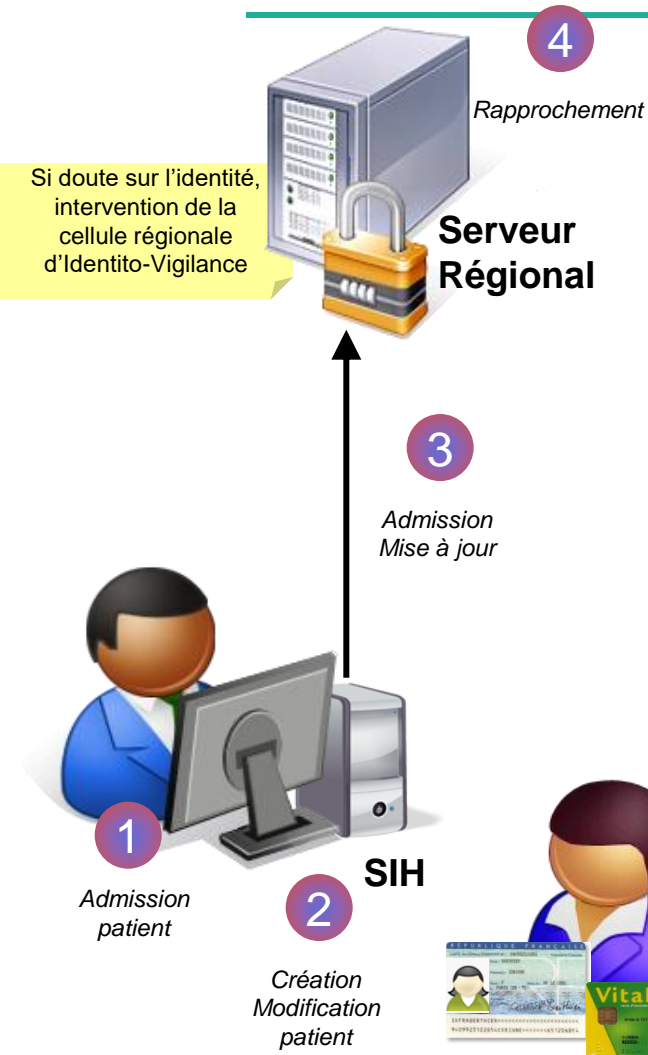 4
Rapprochement
Si doute sur l'identité,
intervention de la
cellule régionale
d'Identito-Vigilance
Serveur
Régional
3
Admission
Mise à jour
1
Admission
patient
SIH
2
Création
Modification
patient
RÉPUBLIQUE FRANÇAISE
Vital